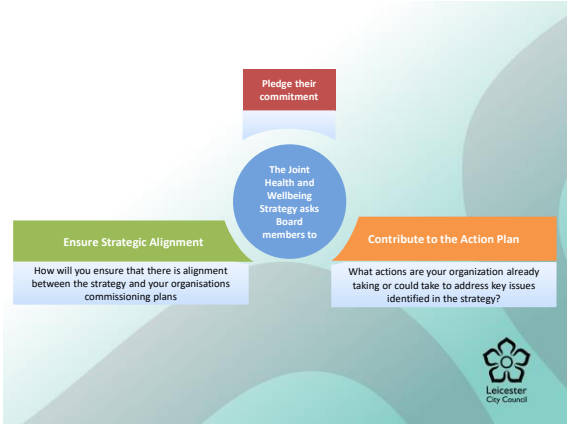 Pledge their
commitment
The Joint
Health and
Wellbeing
Strategy asks
Board
members to
Ensure Strategic Alignment
How will you ensure that there is alignment
between the strategy and your organisations
commissioning plans
Contribute to the Action Plan
What actions are your organization already
taking or could take to address key issues
identified in the strategy?
Leicester
City Council